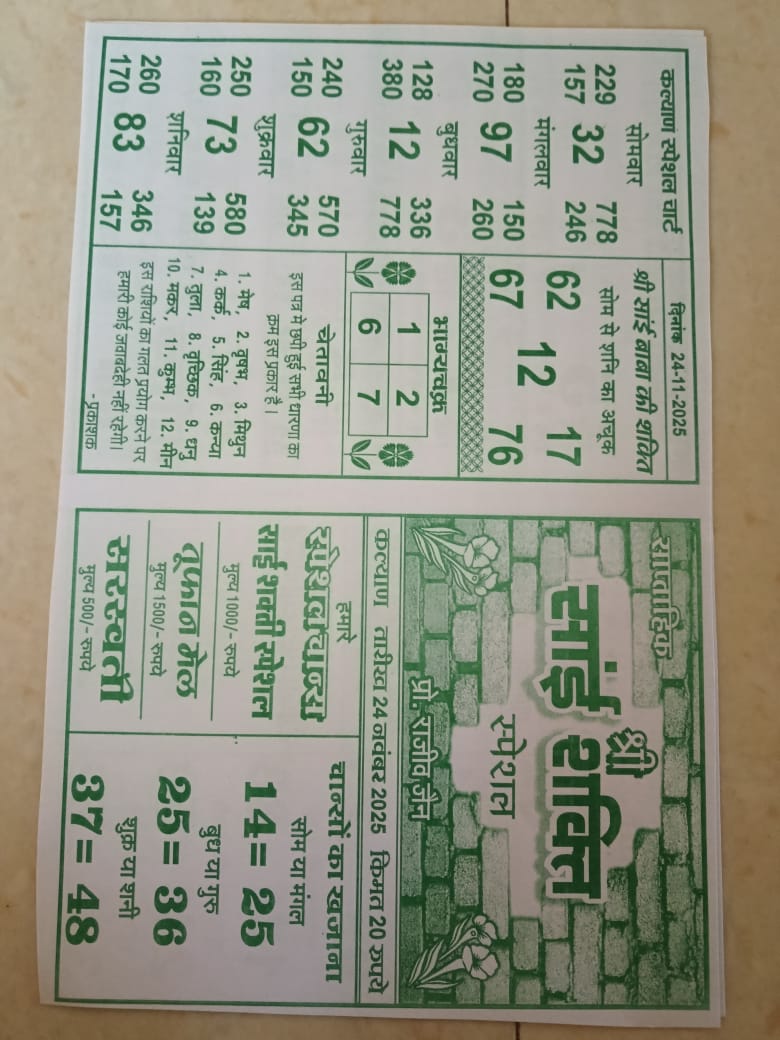 कल्याण स्पेशल चार्ट
सोमवार
229 778
157 32 246
मंगलवार
180 150
270 97 260
बुधवार
128 336
380 12 778
गुरुवार
240 570
150 62 345
शुक्रवार
250 580
160 73 139
शनिवार
260 346
170 83 157
दिनांक 24-11-2025
श्री साई बाबा की शक्ति
सोम से शनि का अचूक
62 17
12
67 76
भाग्यचक्र
1 2
6 7
चेतावनी
इस पत्र मे छपी हुई सभी धारणा का
क्रम इस प्रकार है ।
1. मेष, 2. वृषभ, 3. मिथुन
4. कर्क, 5. सिंह, 6. कन्या
7. तुला, 8. वृच्छिक, 9. धनु
10. मकर, 11. कुम्भ, 12. मीन
इस राशियों का गलत प्रयोग करने पर
हमारी कोई जवाबदेही नहीं रहेगी।
-प्रकाशक
साप्ताहिक
श्री
सांई शक्ति
स्पेशल
प्रो. राजीव जैन
कल्याण तारीख 24 नवंबर 2025 किमत 20 रुपये
हमारे
स्पेशल चान्स
साई शक्ती स्पेशल
मुल्य 1000/- रुपये
तूफान मेल
मुल्य 1500/- रुपये
सरस्वती
मुल्य 500/- रुपये
चान्सों का खजाना
सोम या मंगल
14 = 25
बुध या गुरु
25 = 36
शुक्र या शनी
37 = 48